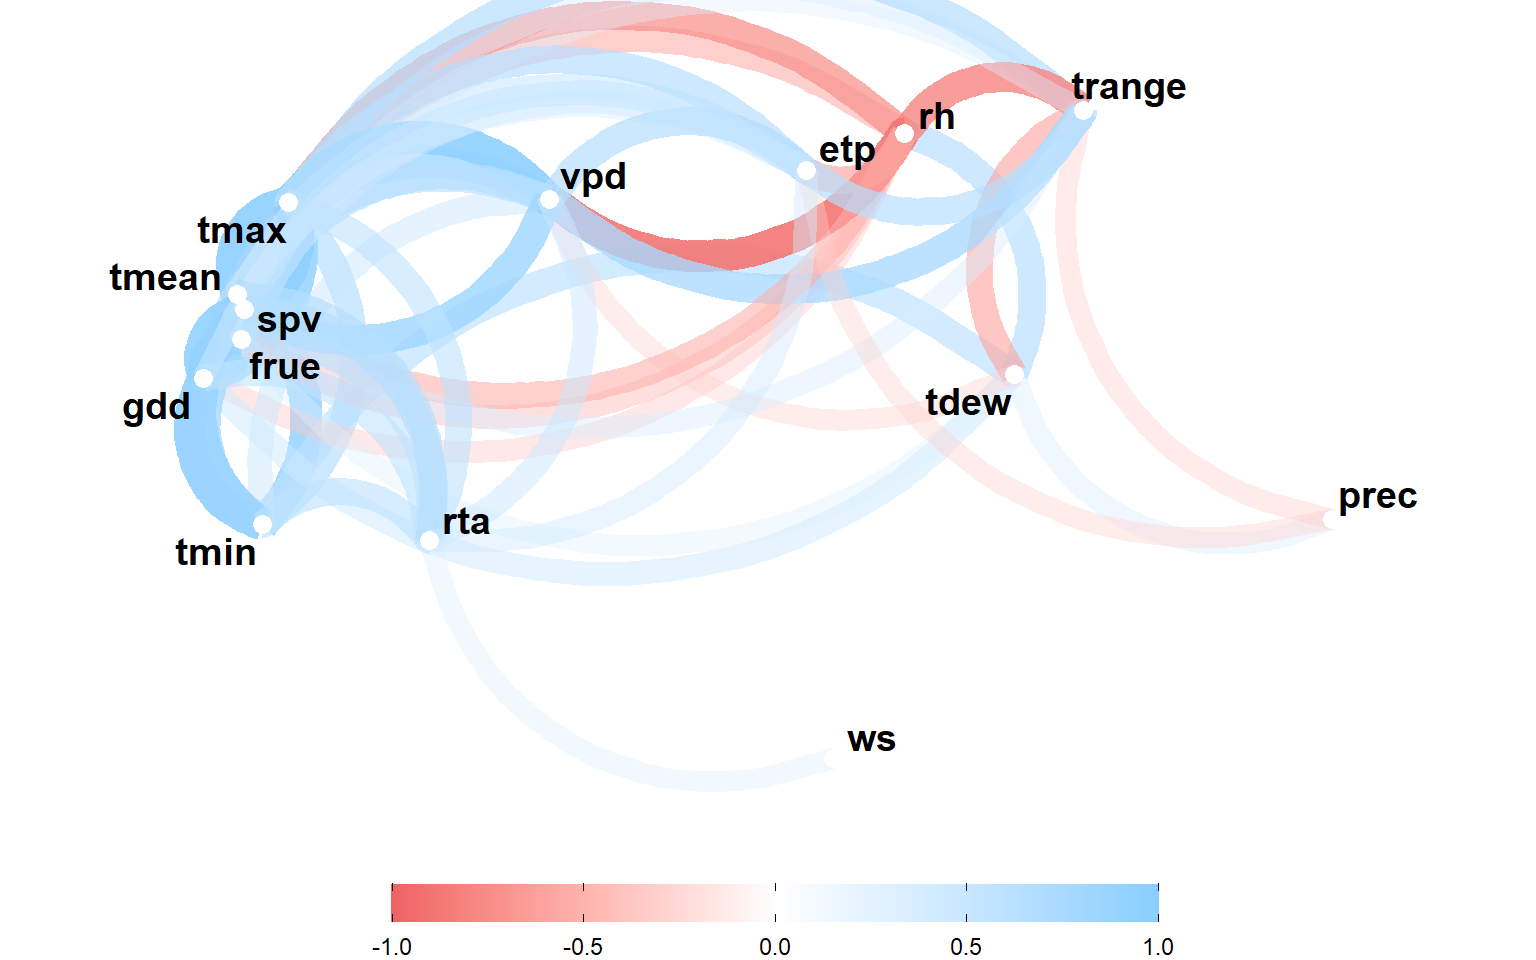 trange
rh
etp
vpd
tmax
tmean
spv
frue
gdd
tdew
prec
rta
tmin
ws
-1.0 -0.5 0.0 0.5 1.0